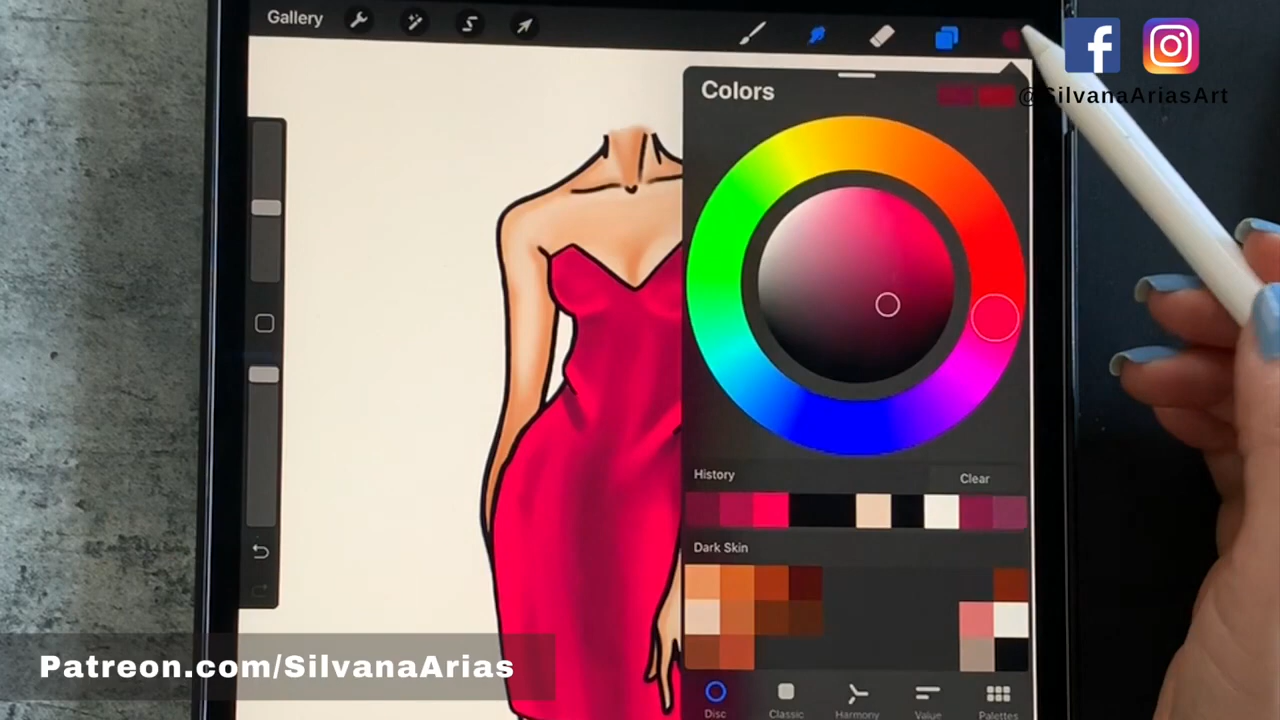 Gallery
@SilvanaAriasArt
Colors
History
Clear
Dark Skin
Disc
Classic
Harmony
Value
Palettes
Patreon.com/SilvanaArias